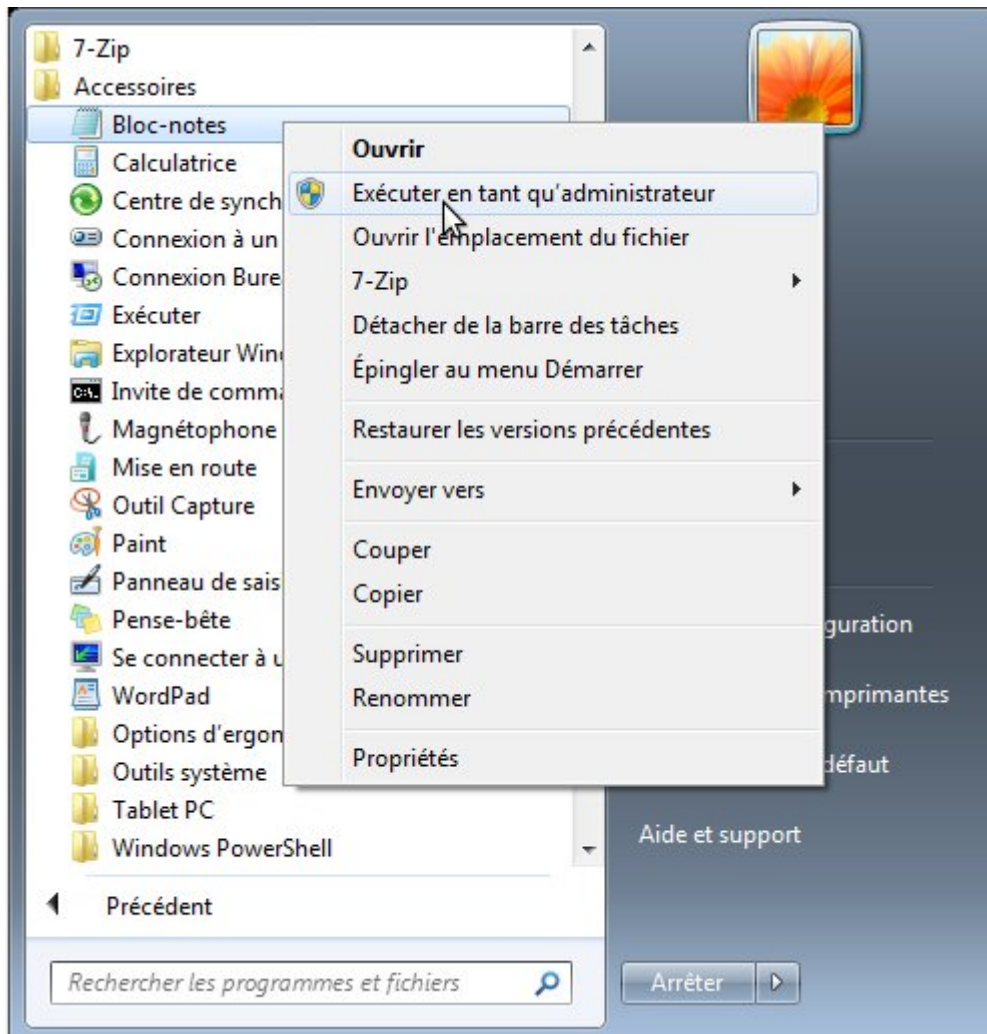 7-Zip
Accessoires
Bloc-notes
Calculatrice
Centre de synch
Connexion à un
Connexion Bure
Exécuter
Explorateur Win
Invite de comma
Magnétophone
Mise en route
Outil Capture
Paint
Panneau de sais
Pense-bête
Se connecter à u
WordPad
Options d'ergon
Outils système
Tablet PC
Windows PowerShell
Précédent
Rechercher les programmes et fichiers
Ouvrir
Exécuter en tant qu'administrateur
Ouvrir l'emplacement du fichier
7-Zip
Détacher de la barre des tâches
Épingler au menu Démarrer
Restaurer les versions précédentes
Envoyer vers
Couper
Copier
Supprimer
Renommer
Propriétés
guration
mprimantes
défaut
Aide et support
Arrêter